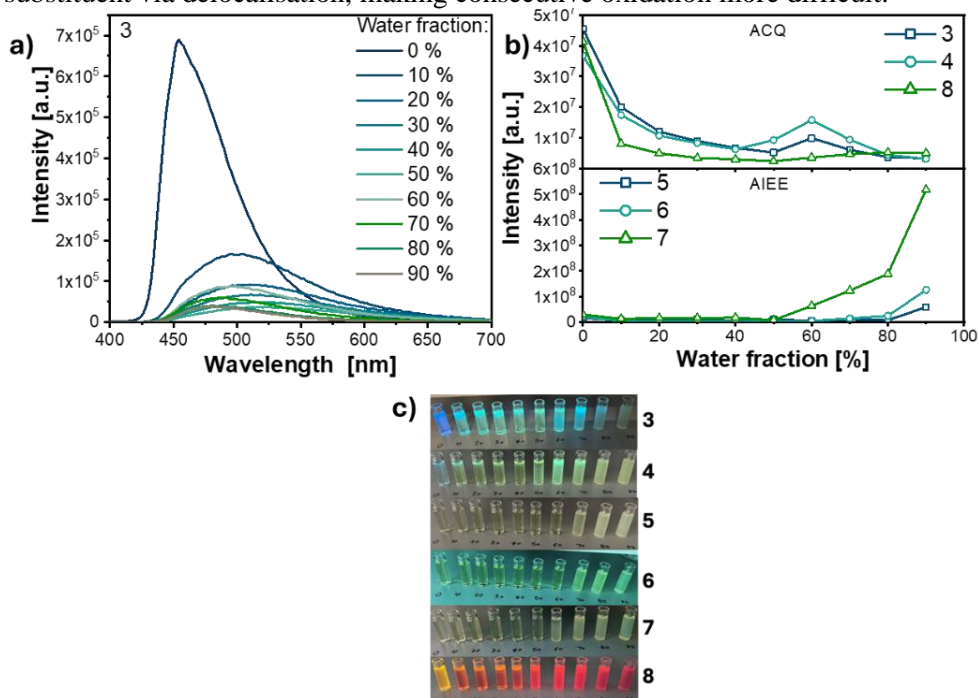 substituent via delocalisation, making consecutive oxidation more difficult.
a)
3
Water fraction:
0 %
10 %
20 %
30 %
40 %
50 %
60 %
70 %
80 %
90 %
7x10⁵
6x10⁵
5x10⁵
4x10⁵
3x10⁵
2x10⁵
1x10⁵
0
Intensity [a.u.]
400 450 500 550 600 650 700
Wavelength [nm]
b)
ACQ
3
4
8
5x10⁷
4x10⁷
3x10⁷
2x10⁷
1x10⁷
6x10⁸
AIEE
5
6
7
6x10⁸
5x10⁸
4x10⁸
3x10⁸
2x10⁸
1x10⁸
0
Intensity [a.u.]
0 20 40 60 80 100
Water fraction [%]
c)
3
4
5
6
7
8